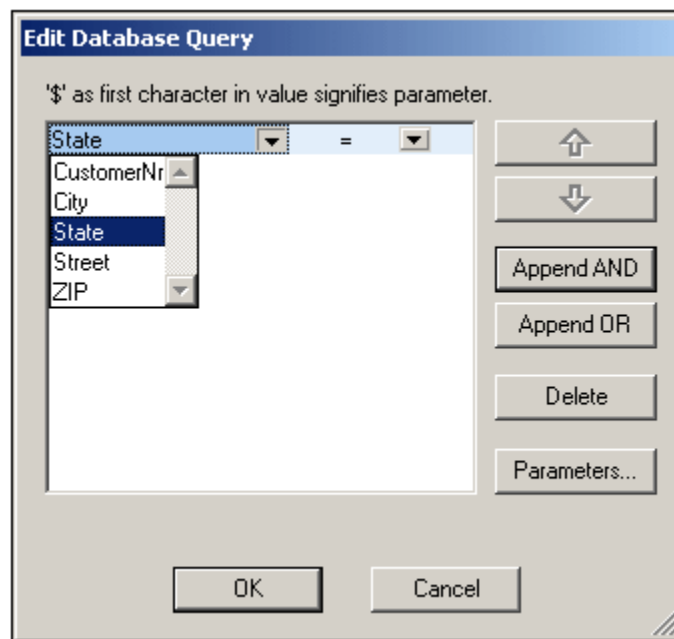 Edit Database Query
'$' as first character in value signifies parameter.
State =
CustomerNr
City
State
Street
ZIP
Append AND
Append OR
Delete
Parameters...
OK
Cancel